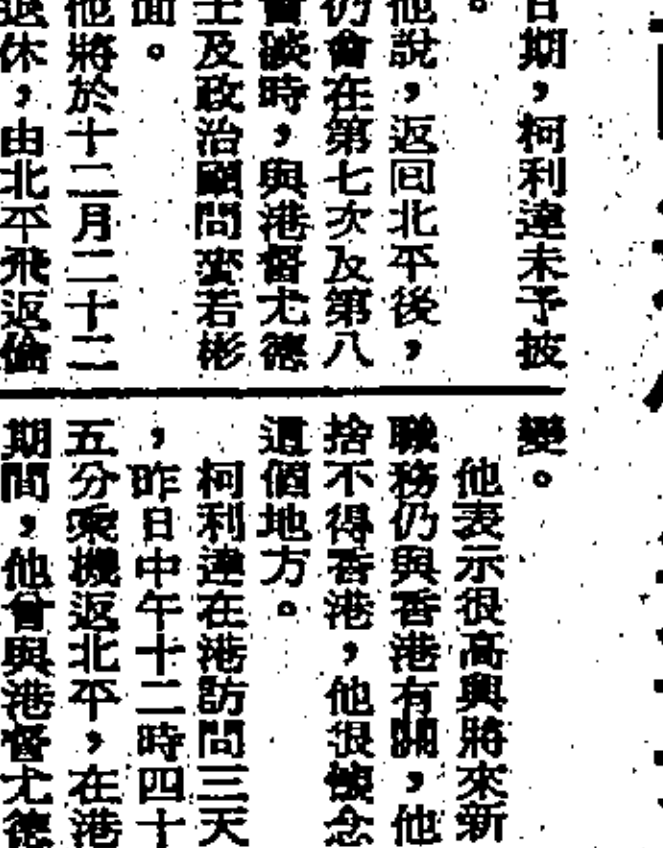 日期,柯利達未予披
。
他說,返回北平後,
仍會在第七次及第八
會談時,與港督尤德
士及政治顧問麥若彬
面。
他將於十二月二十二
退休,由北平飛返倫
變。
他表示很高興將來新
職務仍與香港有關,他
捨不得香港,他很懷念
這個地方。
柯利達在港訪問三天
,昨日中午十二時四十
五分乘機返北平,在港
期間,他曾與港督尤德